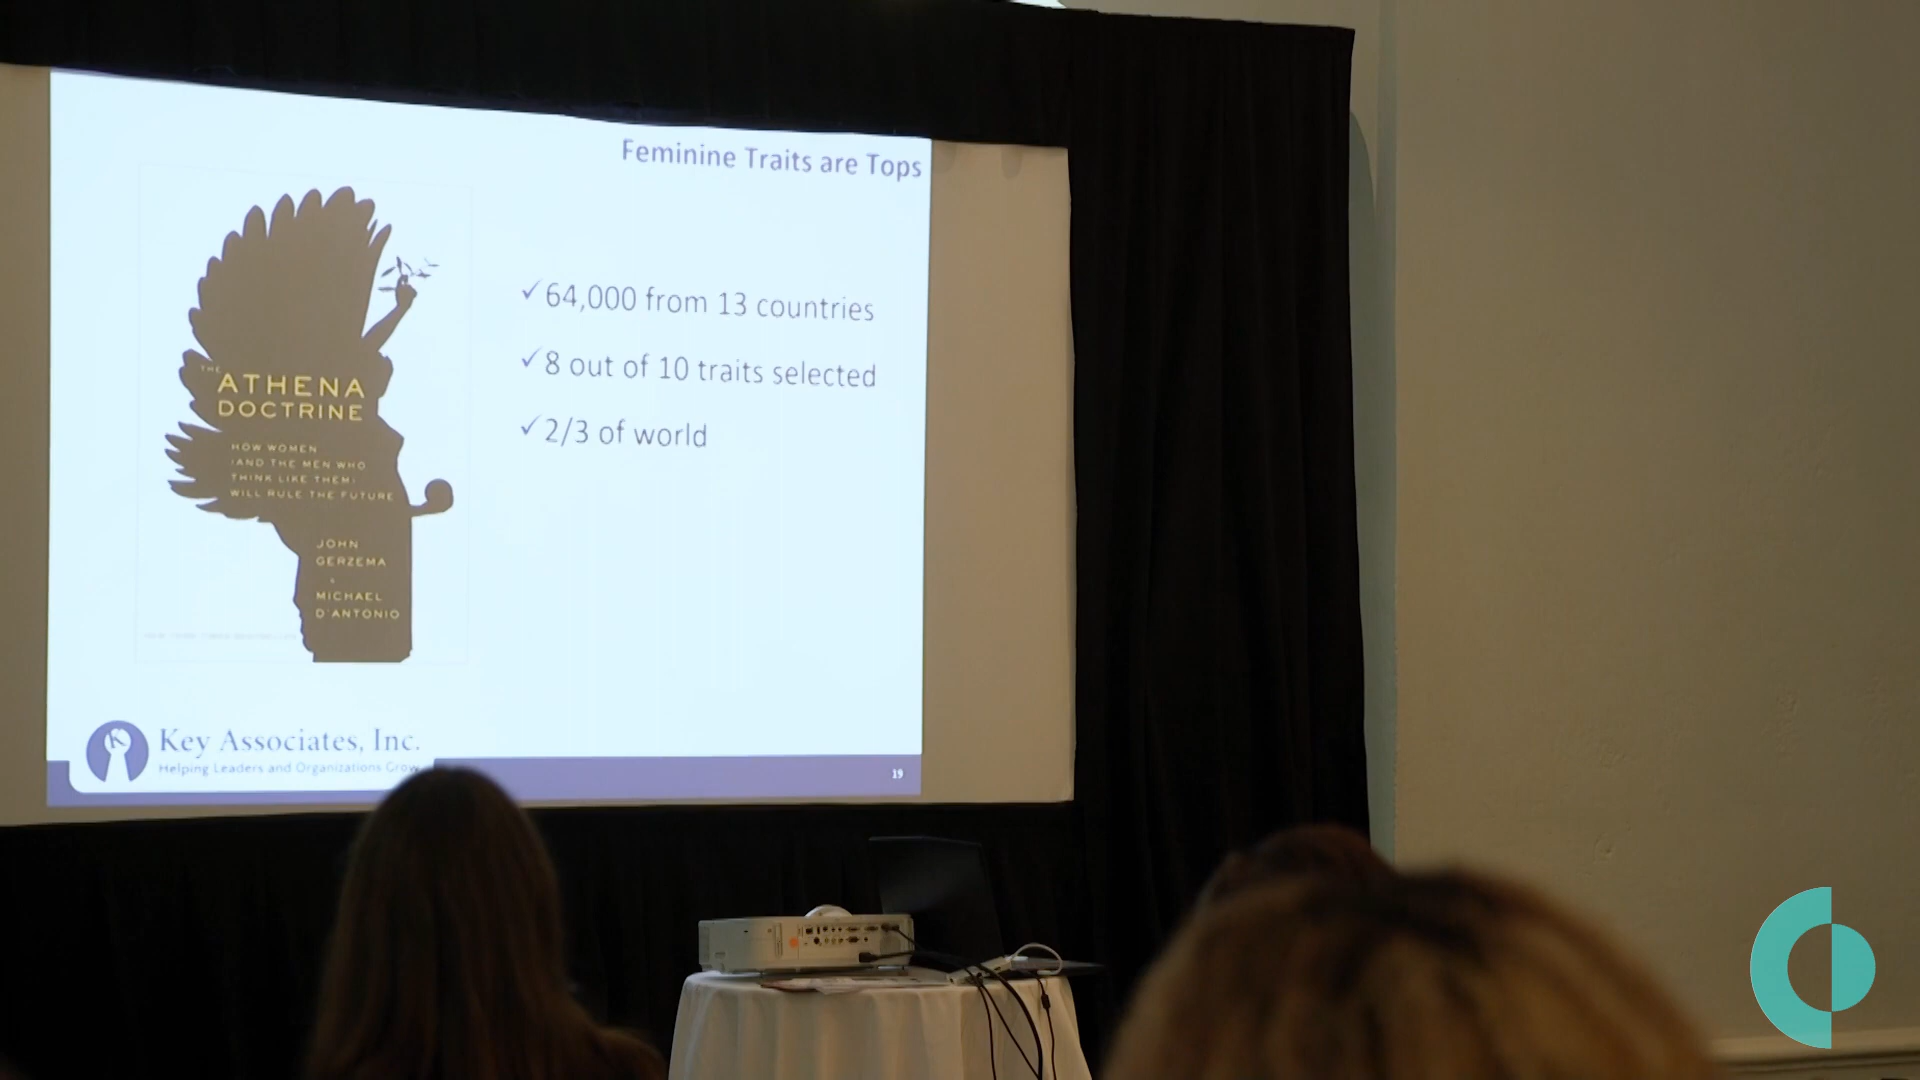 Feminine Traits are Tops
✓64,000 from 13 countries
✓8 out of 10 traits selected
✓2/3 of world
THE
ATHENA
DOCTRINE
HOW WOMEN
(AND THE MEN WHO
THINK LIKE THEM)
WILL RULE THE FUTURE
JOHN
GERZEMA
&
MICHAEL
D'ANTONIO
Key Associates, Inc.
Helping Leaders and Organizations Grow
19